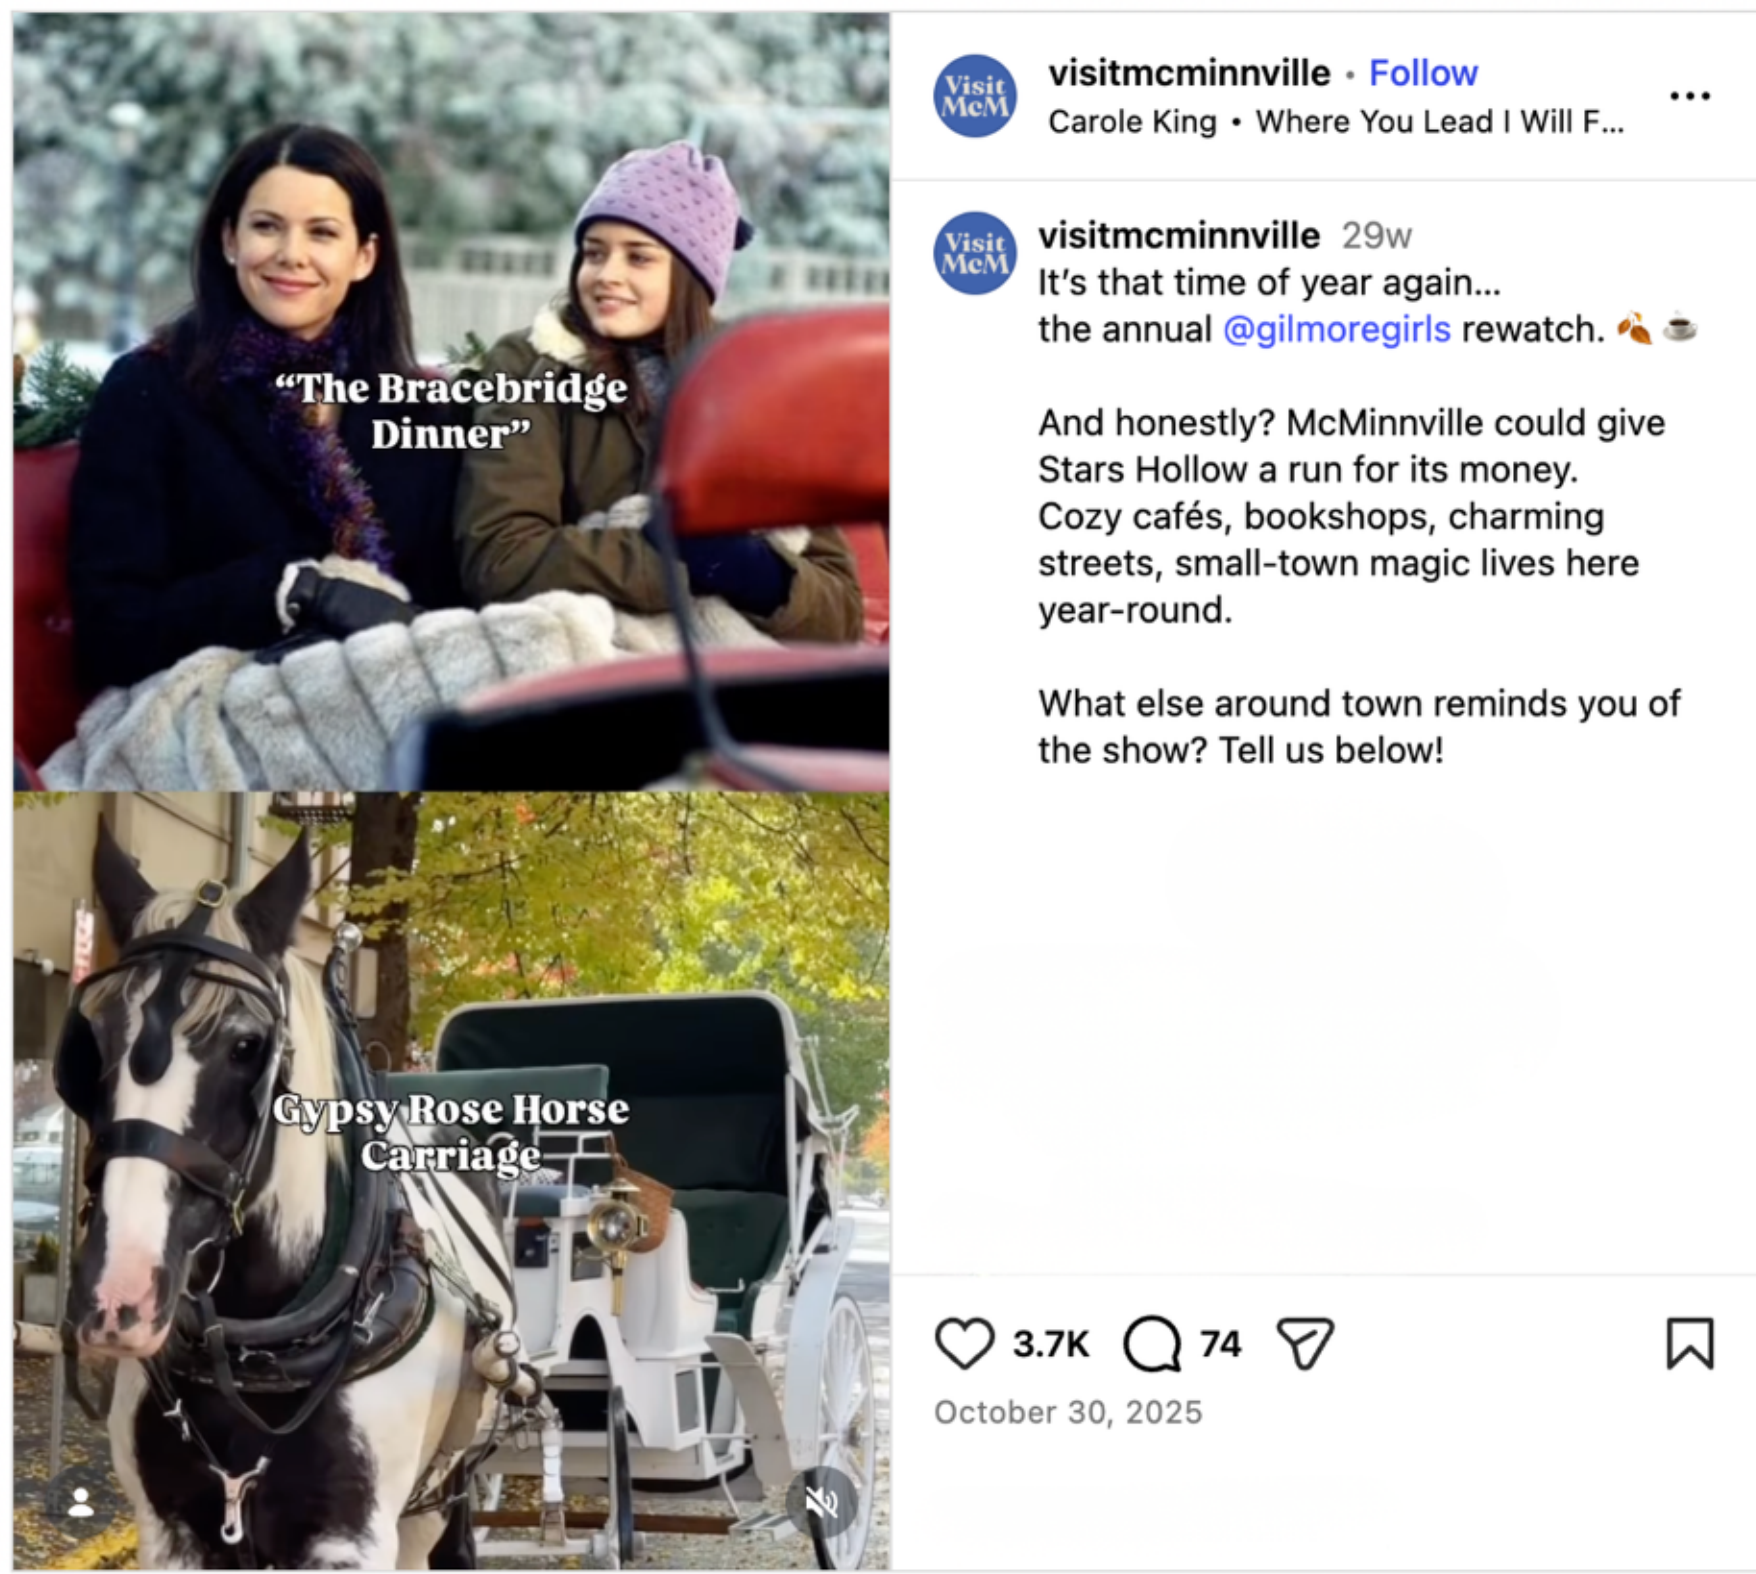 “The Bracebridge
Dinner”
Gypsy Rose Horse
Carriage
Visit
McM
visitmcminnville • Follow
Carole King • Where You Lead I Will F...
Visit
McM
visitmcminnville 29w
It’s that time of year again...
the annual @gilmoregirls rewatch. 🍂☕
And honestly? McMinnville could give
Stars Hollow a run for its money.
Cozy cafés, bookshops, charming
streets, small-town magic lives here
year-round.
What else around town reminds you of
the show? Tell us below!
3.7K 74
October 30, 2025